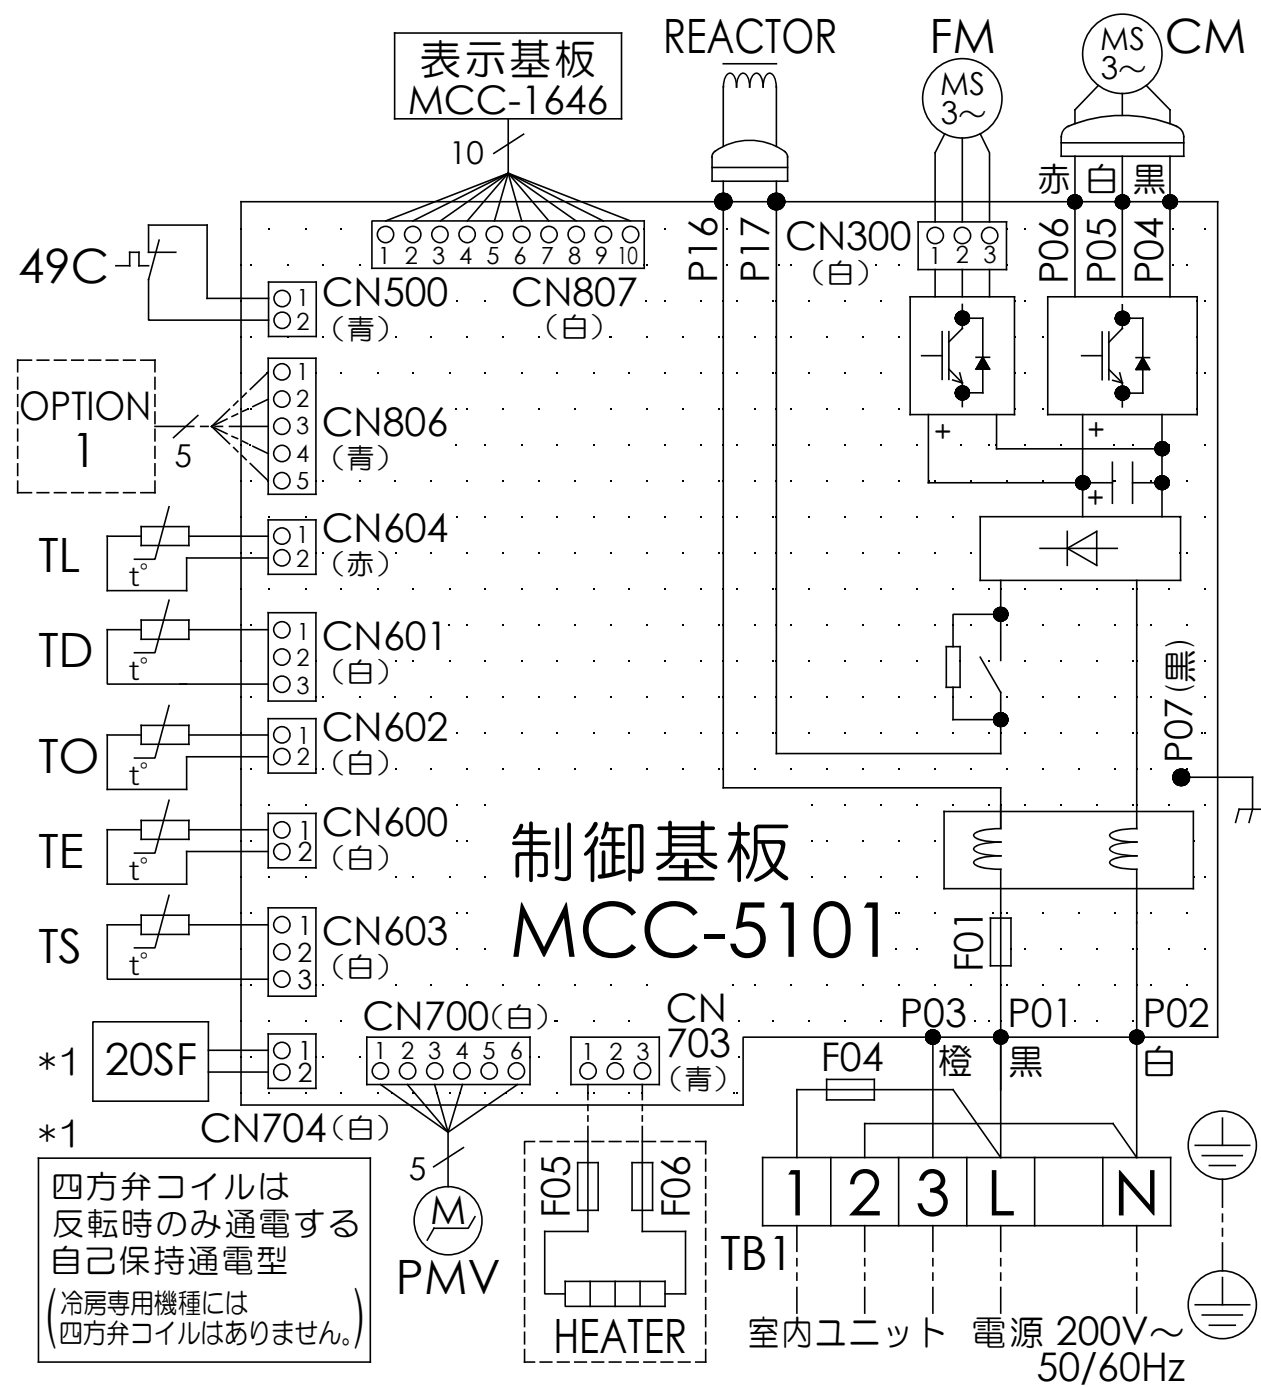 REACTOR
FM
MS
3～
MS
3～
CM
表示基板
MCC-1646
10
赤
白
黒
P16
P17
CN300
(白)
1 2 3
P06
P05
P04
1 2 3 4 5 6 7 8 9 10
CN807
(白)
49C
1
2
CN500
(青)
OPTION
1
5
1
2
3
4
5
CN806
(青)
+
+
+
TL
t°
1
2
CN604
(赤)
TD
t°
1
2
3
CN601
(白)
TO
t°
1
2
CN602
(白)
P07(黒)
TE
t°
1
2
CN600
(白)
制御基板
MCC-5101
TS
t°
1
2
3
CN603
(白)
F01
*1
20SF
1
2
CN704(白)
CN700(白)
1 2 3 4 5 6
CN
703
(青)
1 2 3
P03
P01
P02
橙
黒
白
F04
*1
四方弁コイルは
反転時のみ通電する
自己保持通電型
(冷房専用機種には
四方弁コイルはありません。)
5
M
PMV
F05
F06
HEATER
1 2 3 L N
TB1
室内ユニット
電源 200V～
50/60Hz